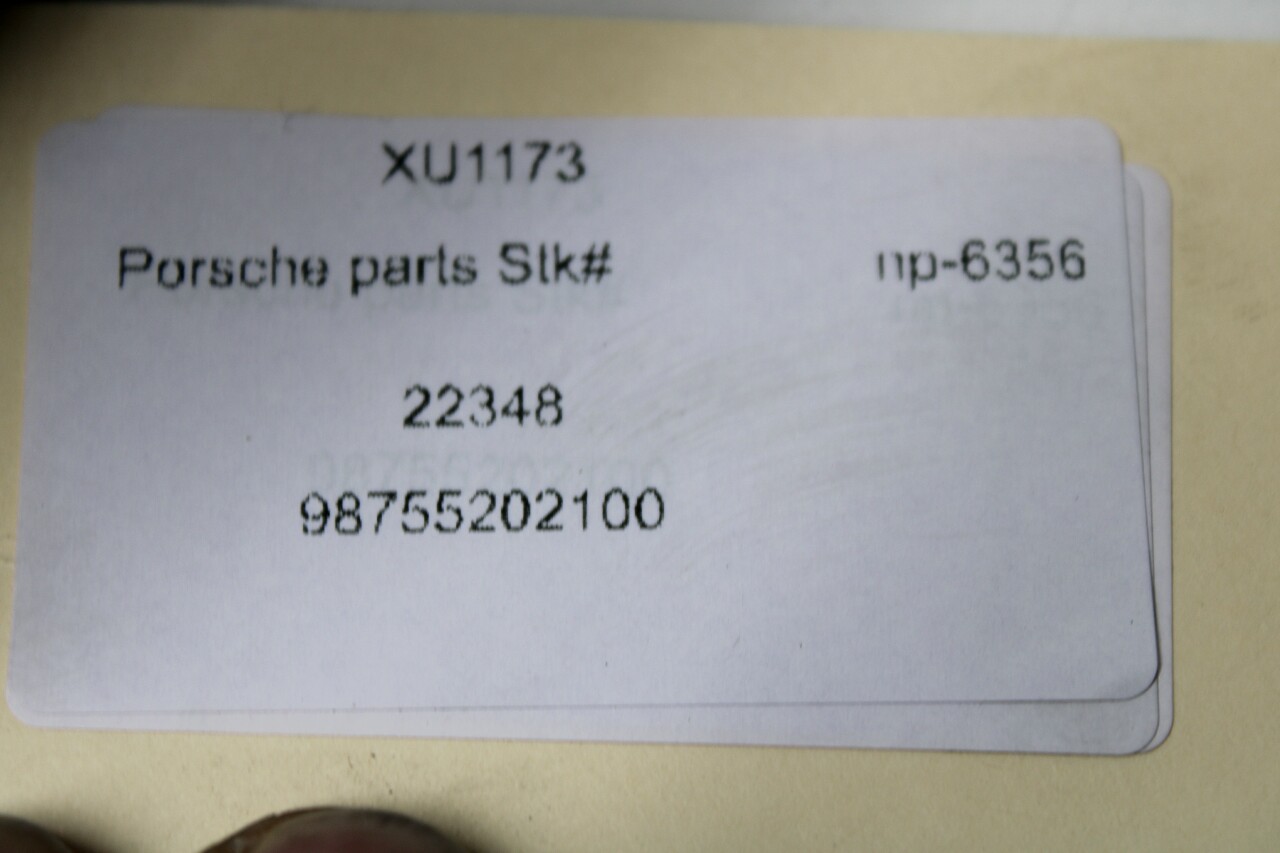 XU1173
Porsche parts Stk# np-6356
22348
98755202100